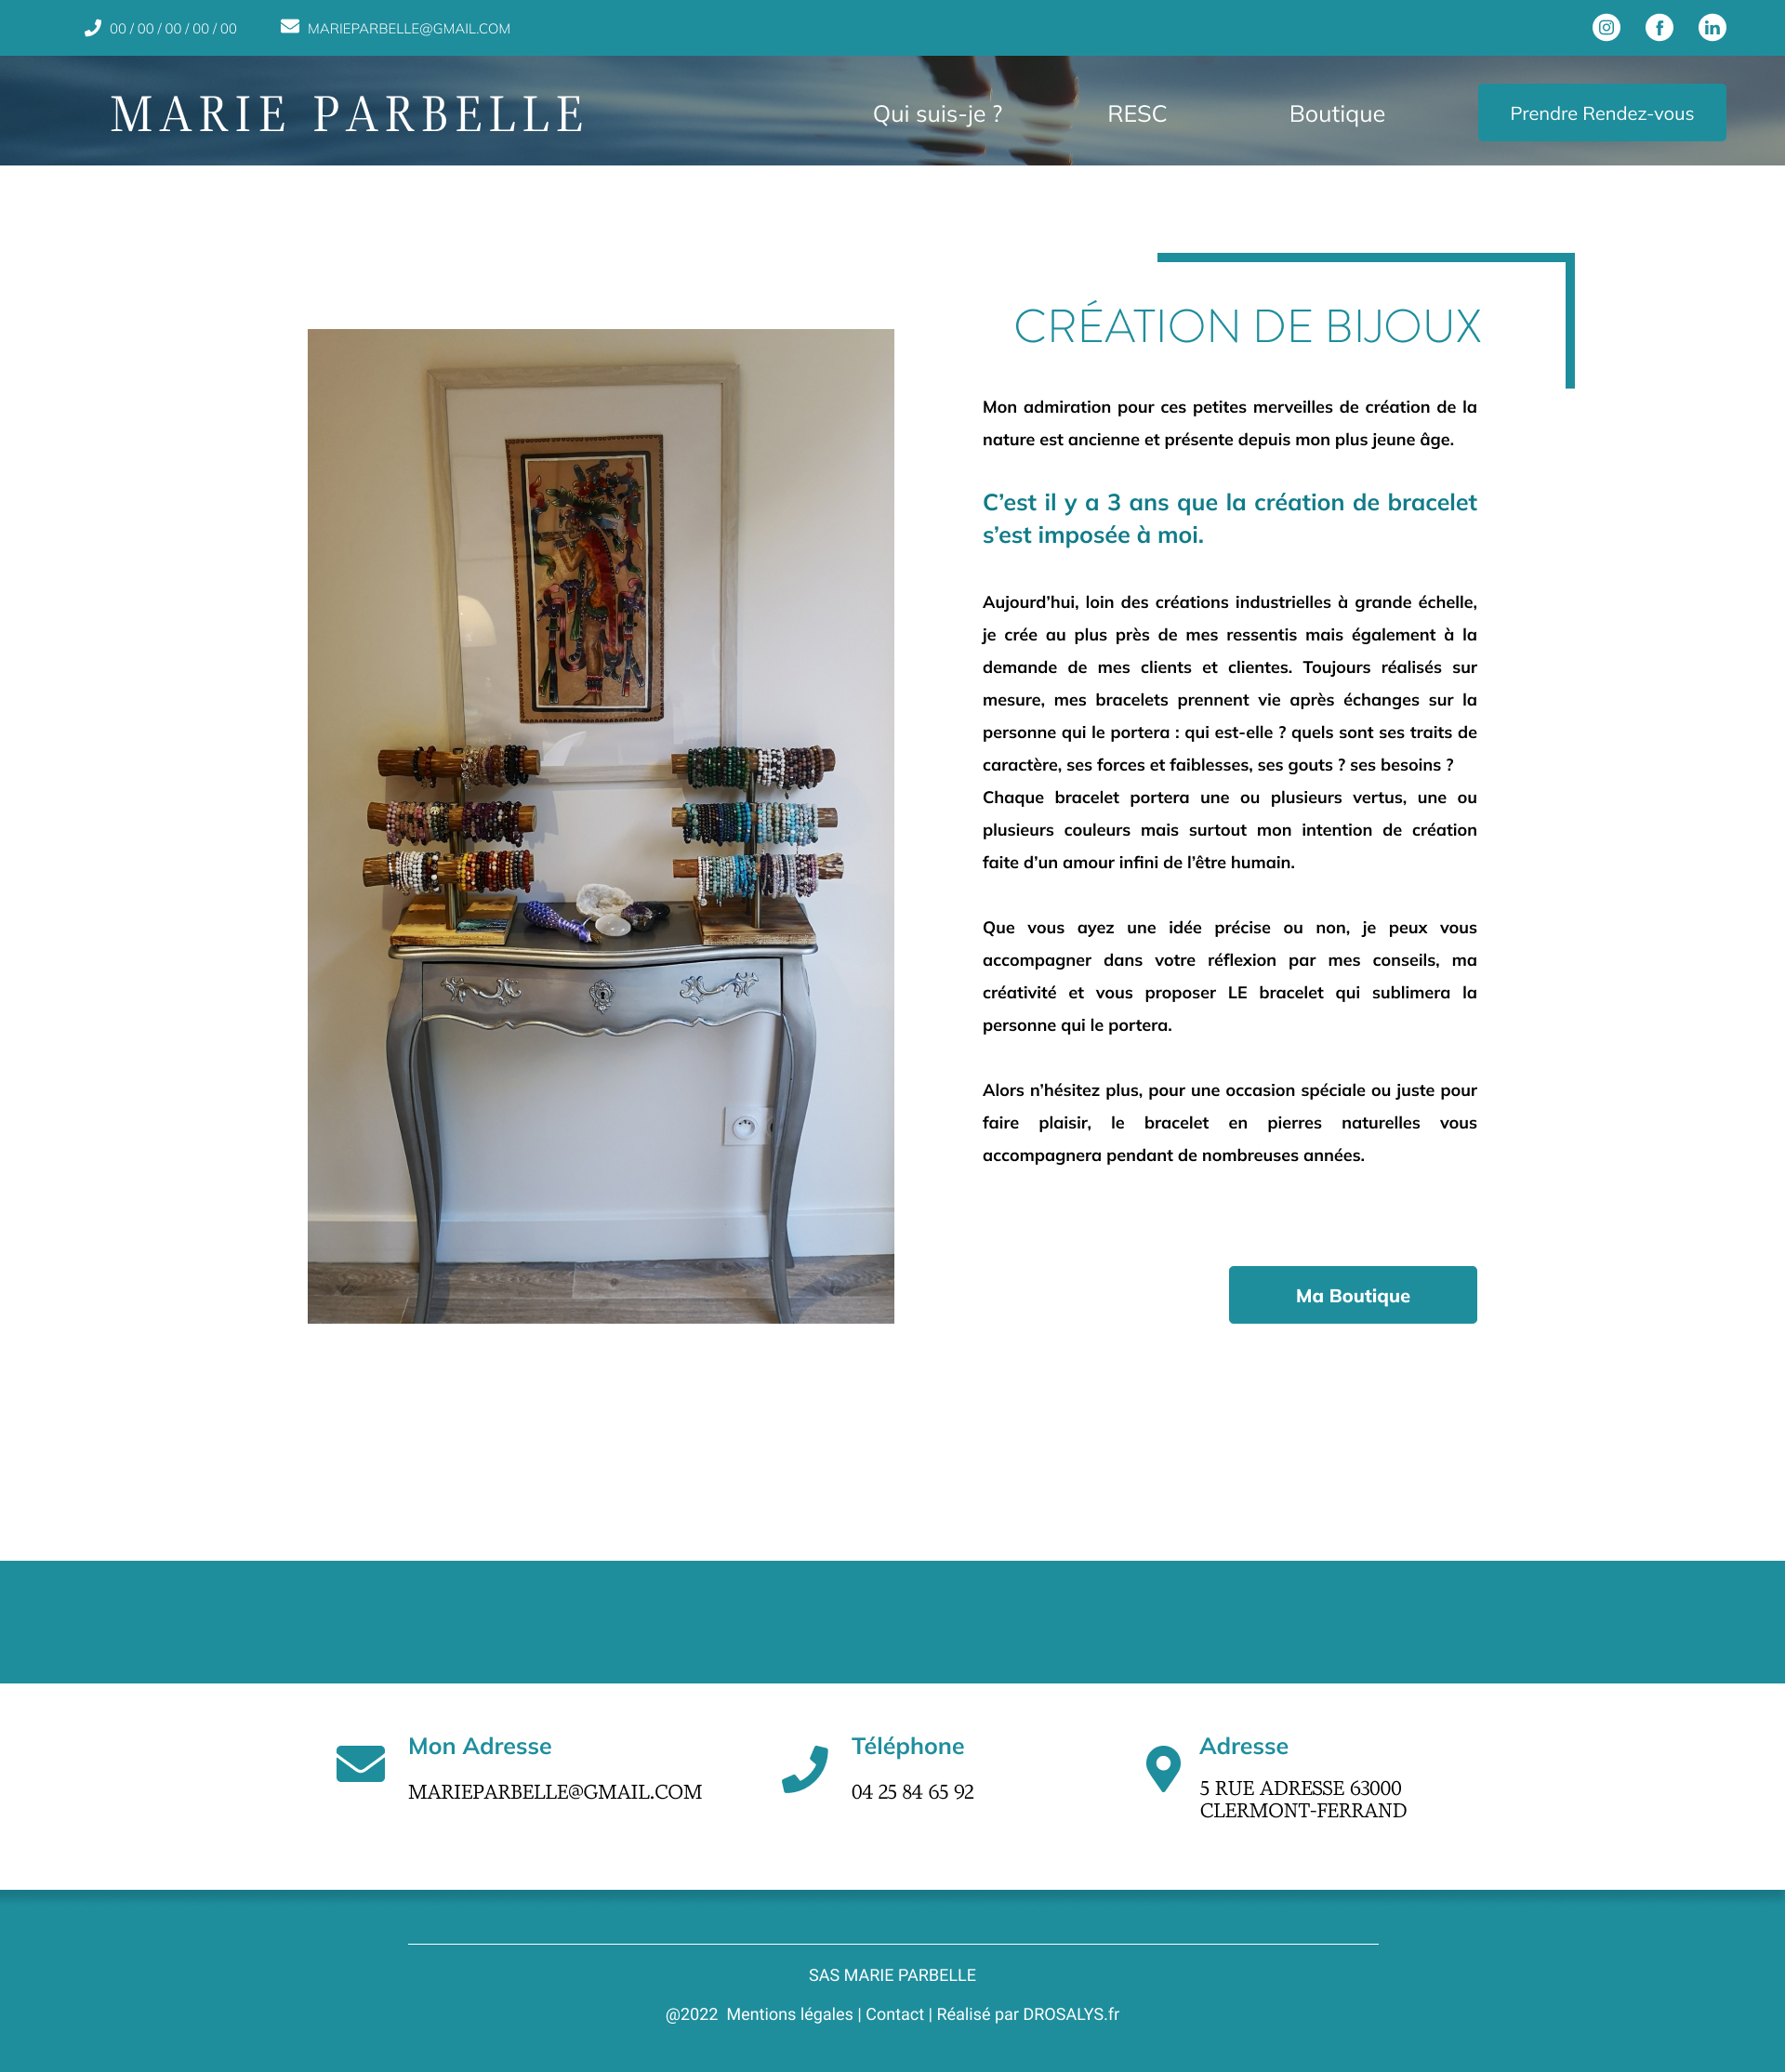 00 / 00 / 00 / 00 / 00
MARIEPARBELLE@GMAIL.COM
MARIE PARBELLE
Qui suis-je ?
RESC
Boutique
Prendre Rendez-vous
CRÉATION DE BIJOUX
Mon admiration pour ces petites merveilles de création de la
nature est ancienne et présente depuis mon plus jeune âge.
C’est il y a 3 ans que la création de bracelet
s’est imposée à moi.
Aujourd’hui, loin des créations industrielles à grande échelle,
je crée au plus près de mes ressentis mais également à la
demande de mes clients et clientes. Toujours réalisés sur
mesure, mes bracelets prennent vie après échanges sur la
personne qui le portera : qui est-elle ? quels sont ses traits de
caractère, ses forces et faiblesses, ses gouts ? ses besoins ?
Chaque bracelet portera une ou plusieurs vertus, une ou
plusieurs couleurs mais surtout mon intention de création
faite d’un amour infini de l’être humain.
Que vous ayez une idée précise ou non, je peux vous
accompagner dans votre réflexion par mes conseils, ma
créativité et vous proposer LE bracelet qui sublimera la
personne qui le portera.
Alors n’hésitez plus, pour une occasion spéciale ou juste pour
faire plaisir, le bracelet en pierres naturelles vous
accompagnera pendant de nombreuses années.
Ma Boutique
Mon Adresse
MARIEPARBELLE@GMAIL.COM
Téléphone
04 25 84 65 92
Adresse
5 RUE ADRESSE 63000
CLERMONT-FERRAND
SAS MARIE PARBELLE
@2022  Mentions légales | Contact | Réalisé par DROSALYS.fr